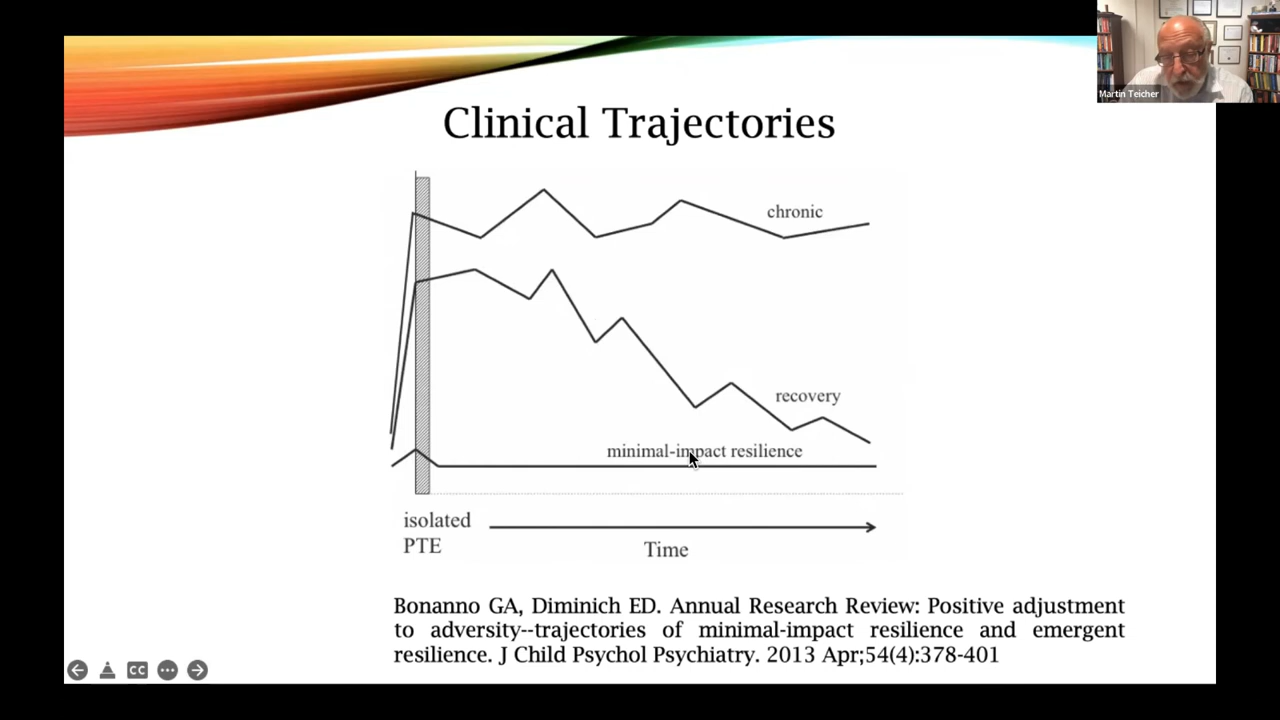 Martin Teicher
Clinical Trajectories
chronic
recovery
minimal-impact resilience
isolated
PTE
Time
Bonanno GA, Diminich ED. Annual Research Review: Positive adjustment
to adversity--trajectories of minimal-impact resilience and emergent
resilience. J Child Psychol Psychiatry. 2013 Apr;54(4):378-401
CC